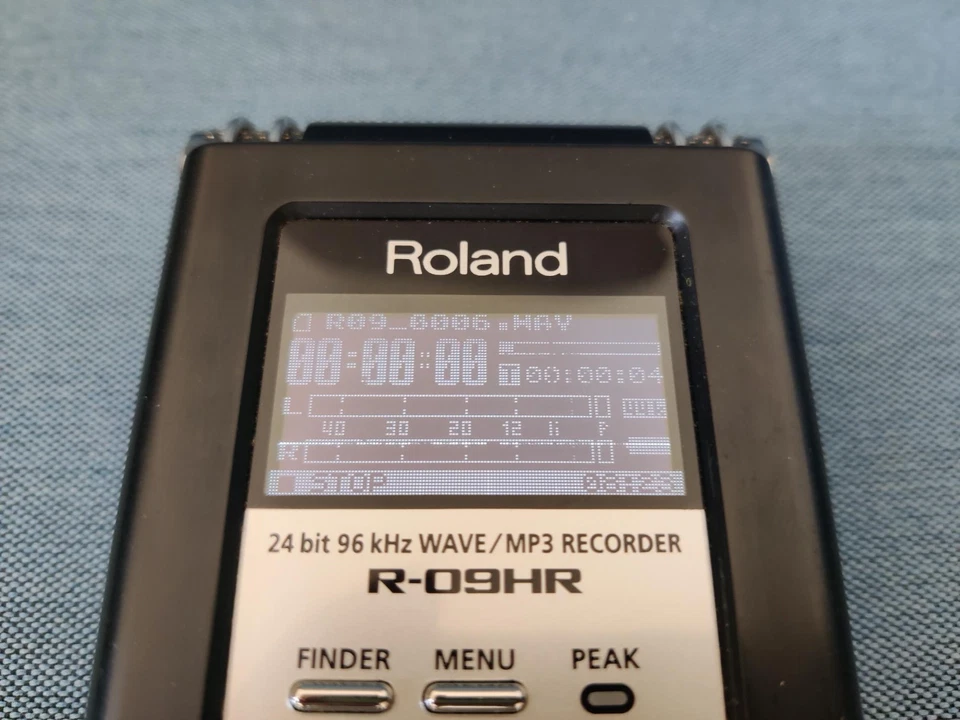 Roland
R09_0006.WAV
00:00:00
T 00:00:04
L
40 30 20 12 6 P
R
STOP
24 bit 96 kHz WAVE/MP3 RECORDER
R-09HR
FINDER MENU PEAK